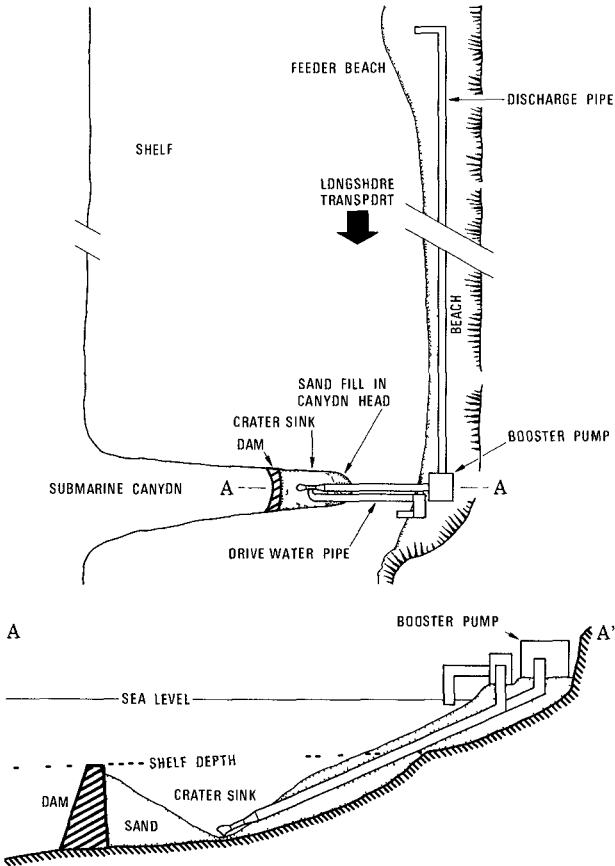 FEEDER BEACH
DISCHARGE PIPE
SHELF
LONGSHORE
TRANSPORT
BEACH
SAND FILL IN
CANYON HEAD
CRATER SINK
DAM
BOOSTER PUMP
SUBMARINE CANYON
A
A
DRIVE WATER PIPE
A
BOOSTER PUMP
A'
SEA LEVEL
SHELF DEPTH
CRATER SINK
DAM
SAND